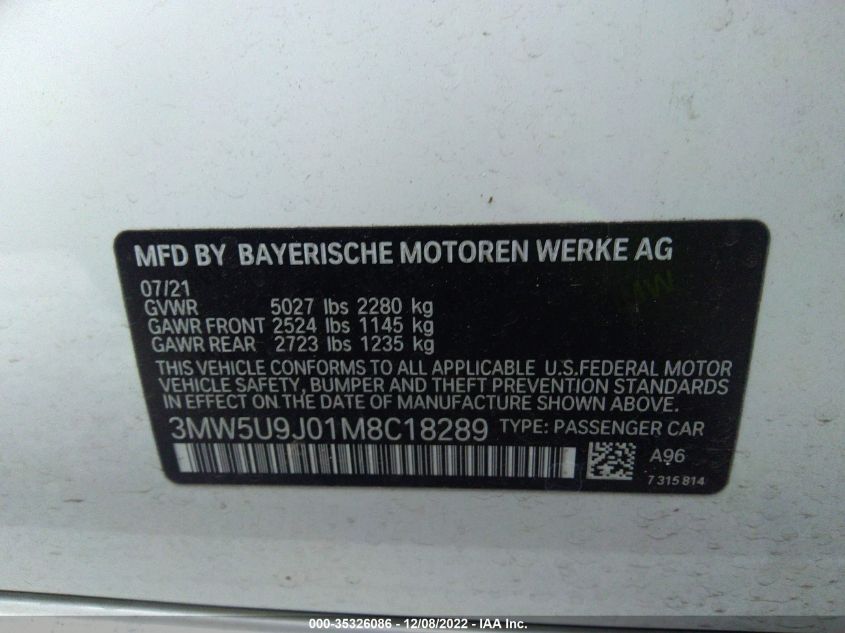 MFD BY BAYERISCHE MOTOREN WERKE AG
07/21
GVWR 5027 lbs 2280 kg
GAWR FRONT 2524 lbs 1145 kg
GAWR REAR 2723 lbs 1235 kg
THIS VEHICLE CONFORMS TO ALL APPLICABLE U.S.FEDERAL MOTOR
VEHICLE SAFETY, BUMPER AND THEFT PREVENTION STANDARDS
IN EFFECT ON THE DATE OF MANUFACTURE SHOWN ABOVE.
3MW5U9J01M8C18289 TYPE: PASSENGER CAR
A96
7 315 814
000-35326086 - 12/08/2022 - IAA Inc.